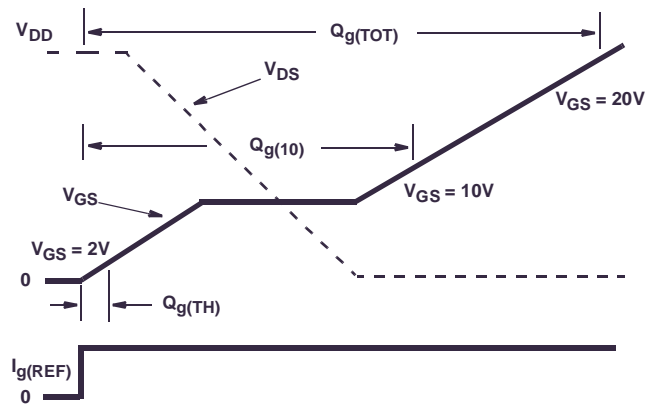 V_DD
Q_g(TOT)
V_DS
V_GS = 20V
Q_g(10)
V_GS
V_GS = 10V
V_GS = 2V
0
Q_g(TH)
I_g(REF)
0